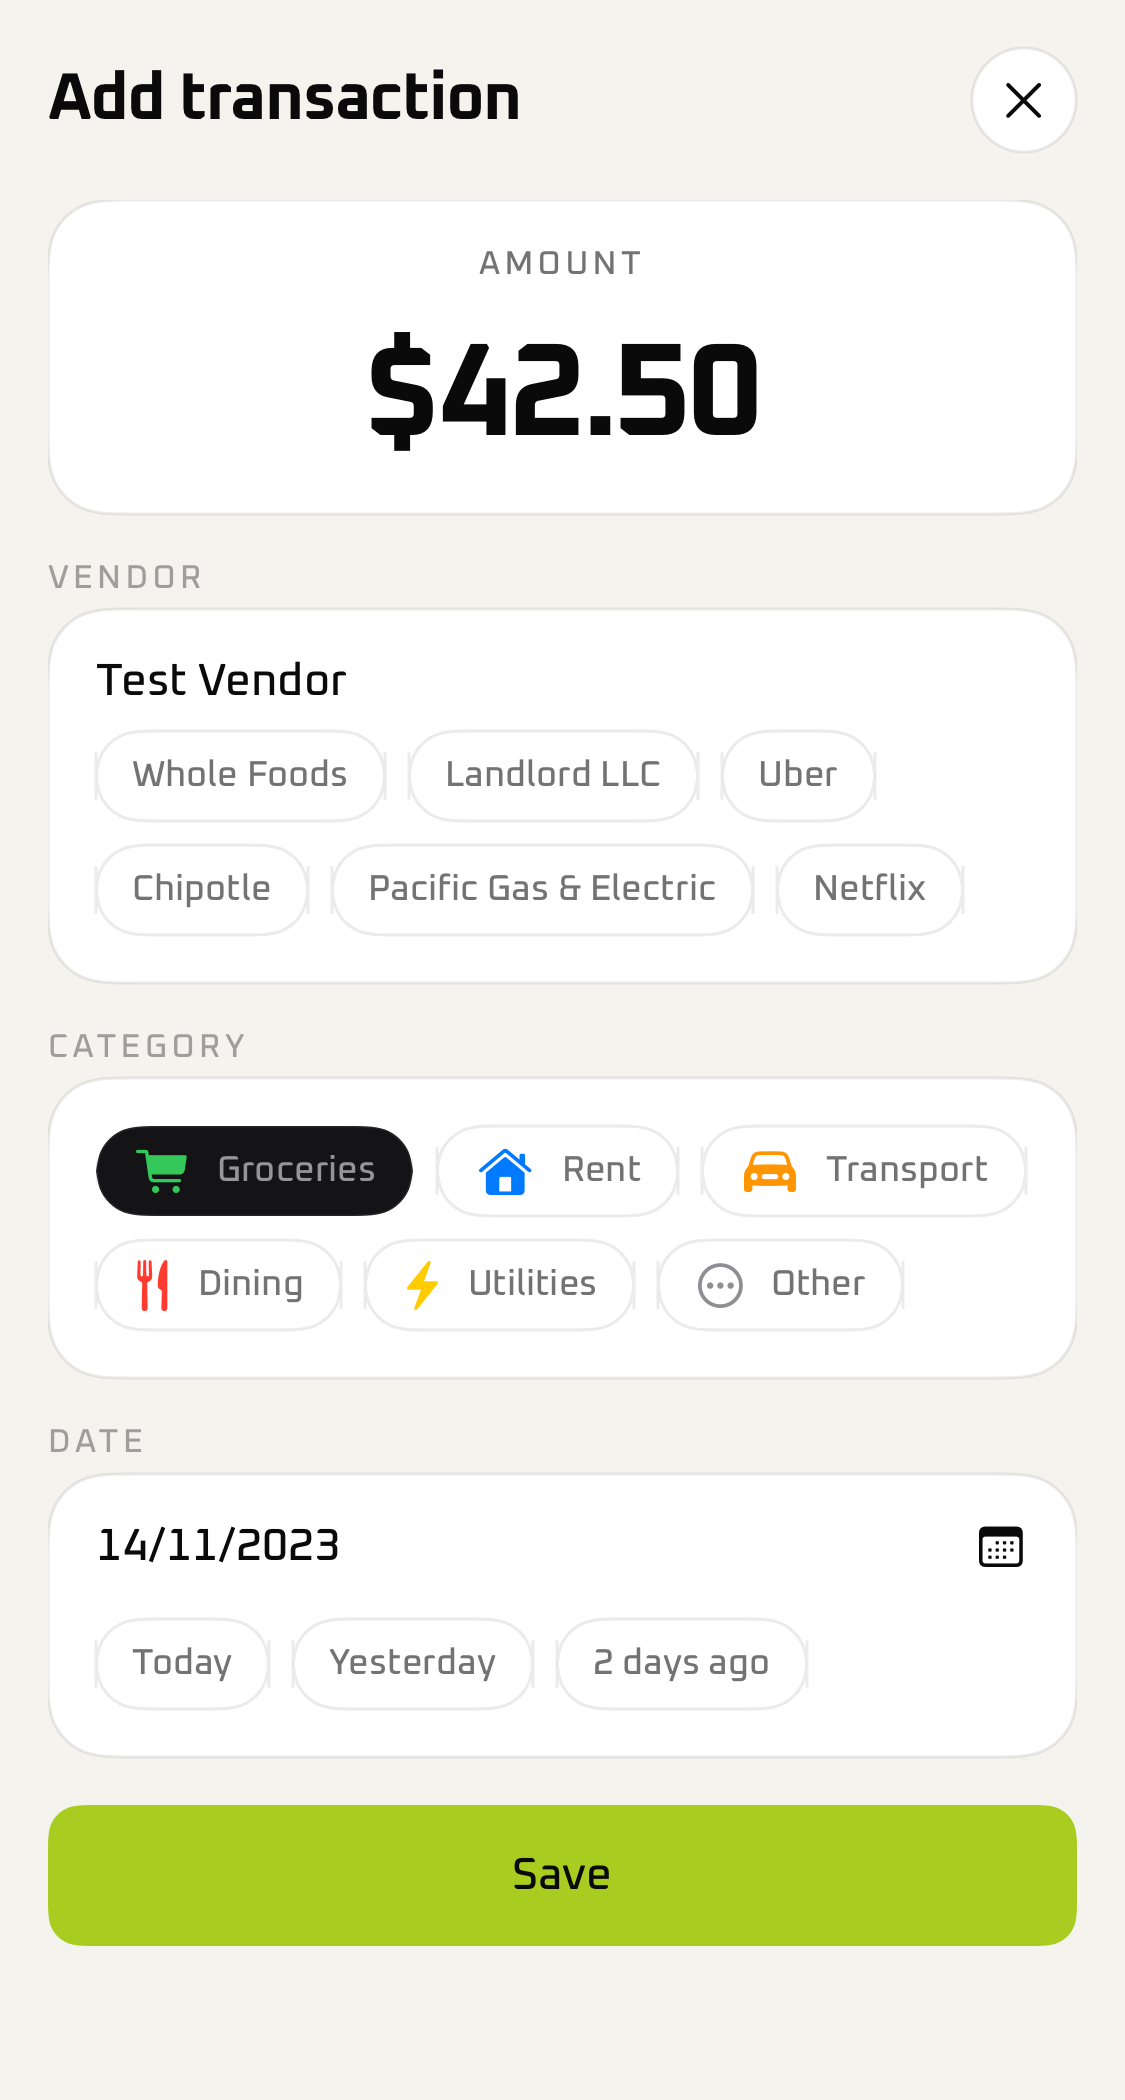 Add transaction
AMOUNT
$42.50
VENDOR
Test Vendor
Whole Foods Landlord LLC Uber
Chipotle Pacific Gas & Electric Netflix
CATEGORY
Groceries Rent Transport
Dining Utilities Other
DATE
14/11/2023
Today Yesterday 2 days ago
Save